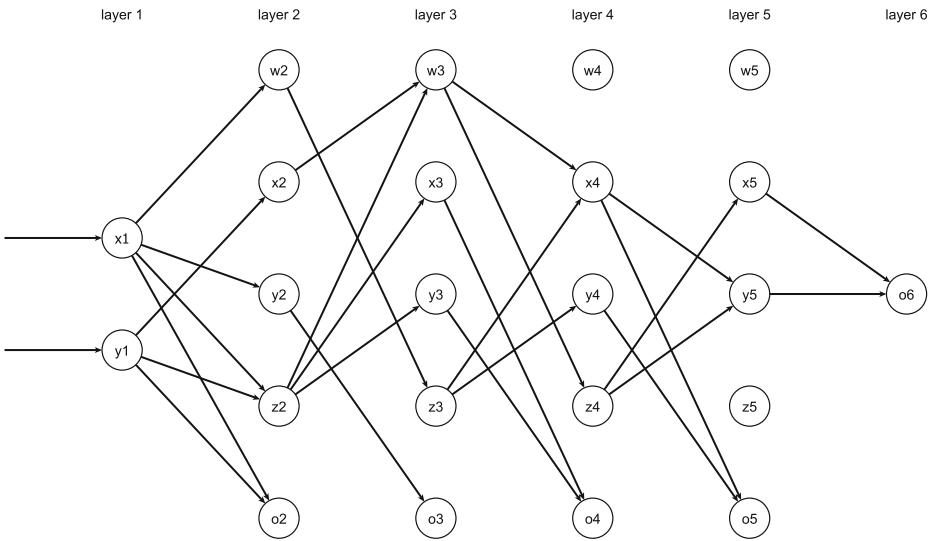 layer 1 layer 2 layer 3 layer 4 layer 5 layer 6
w2 w3 w4 w5
x2 x3 x4 x5
x1
y2 y3 y4 y5 o6
y1
z2 z3 z4 z5
o2 o3 o4 o5